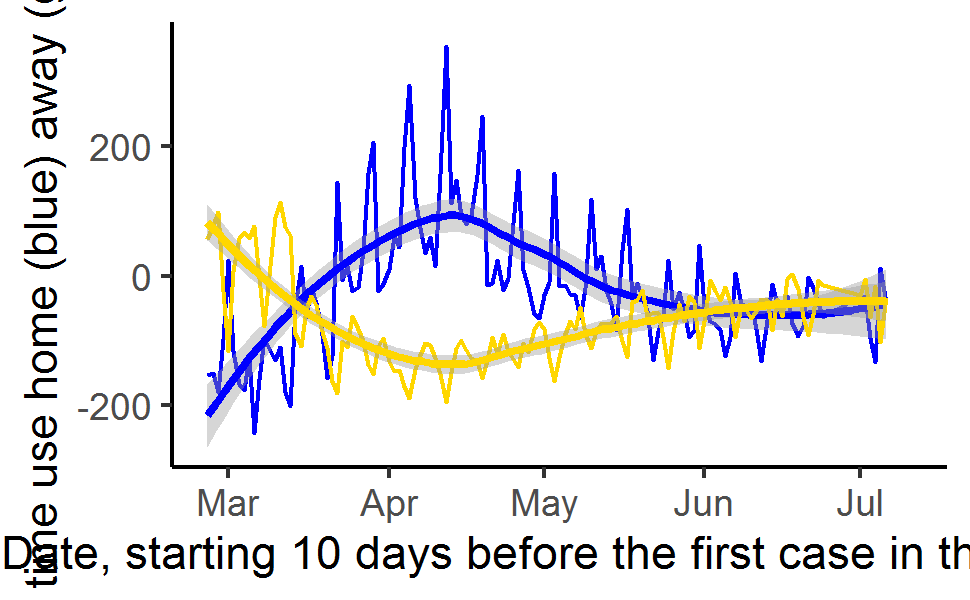 time use home (blue) away (
200
0
-200
Mar Apr May Jun Jul
Date, starting 10 days before the first case in th